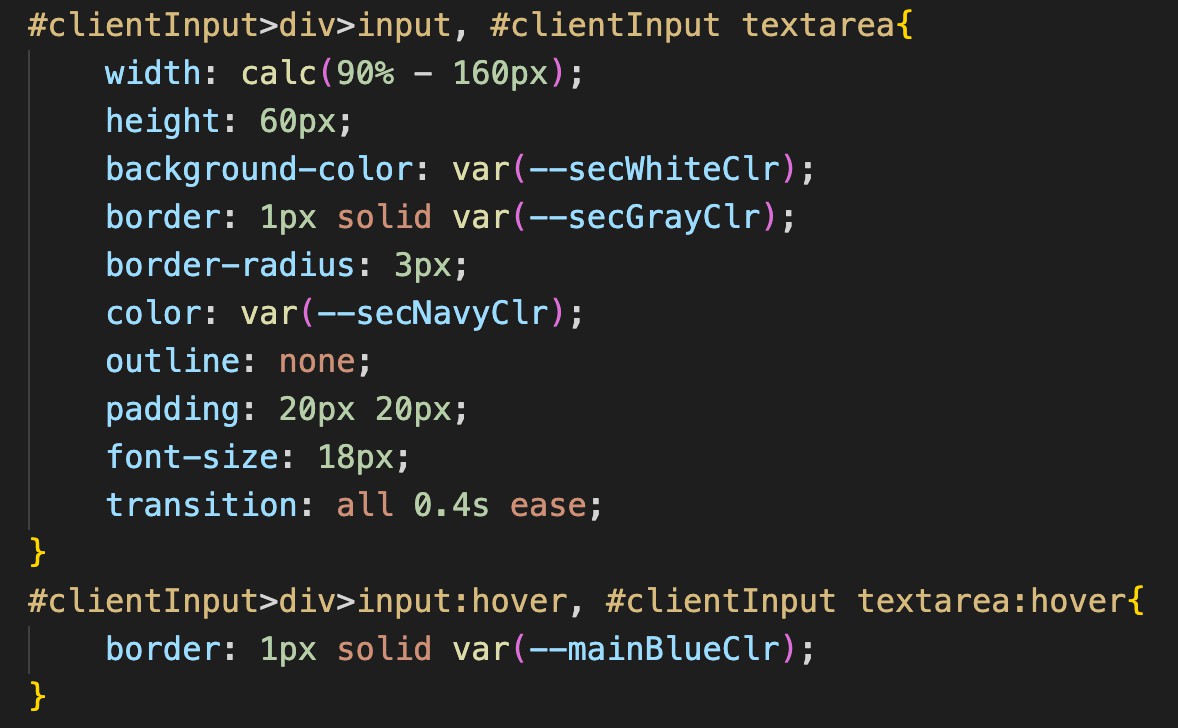 #clientInput>div>input, #clientInput textarea{
    width: calc(90% - 160px);
    height: 60px;
    background-color: var(--secWhiteClr);
    border: 1px solid var(--secGrayClr);
    border-radius: 3px;
    color: var(--secNavyClr);
    outline: none;
    padding: 20px 20px;
    font-size: 18px;
    transition: all 0.4s ease;
}
#clientInput>div>input:hover, #clientInput textarea:hover{
    border: 1px solid var(--mainBlueClr);
}